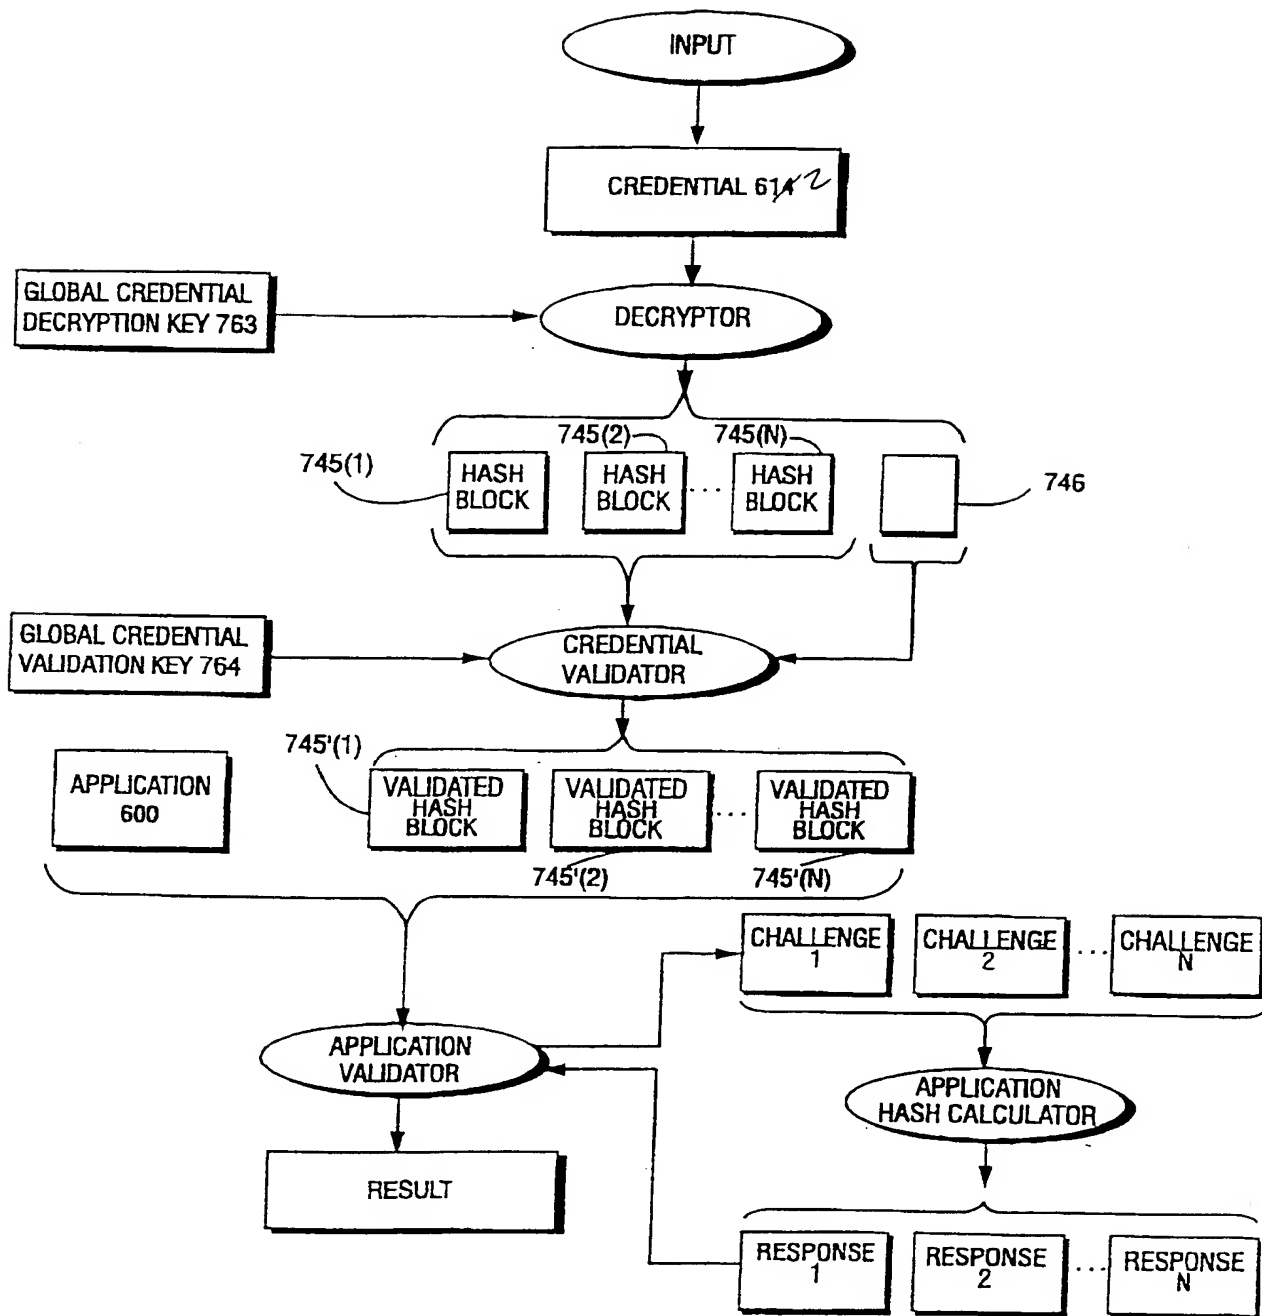 INPUT
CREDENTIAL 614 2
GLOBAL CREDENTIAL
DECRYPTION KEY 763
DECRYPTOR
745(1)
745(2)
745(N)
HASH
BLOCK
HASH
BLOCK
...
HASH
BLOCK
746
GLOBAL CREDENTIAL
VALIDATION KEY 764
CREDENTIAL
VALIDATOR
745'(1)
APPLICATION
600
VALIDATED
HASH
BLOCK
VALIDATED
HASH
BLOCK
...
VALIDATED
HASH
BLOCK
745'(2)
745'(N)
CHALLENGE
1
CHALLENGE
2
...
CHALLENGE
N
APPLICATION
VALIDATOR
APPLICATION
HASH CALCULATOR
RESULT
RESPONSE
1
RESPONSE
2
...
RESPONSE
N